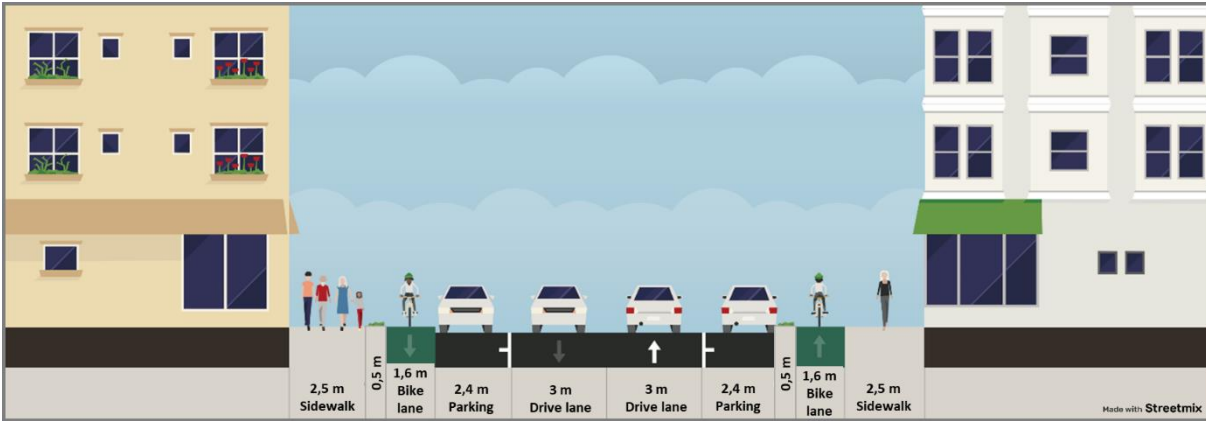 2,5 m
Sidewalk
0,5 m
1,6 m
Bike
lane
2,4 m
Parking
3 m
Drive lane
3 m
Drive lane
2,4 m
Parking
0,5 m
1,6 m
Bike
lane
2,5 m
Sidewalk
Made with Streetmix